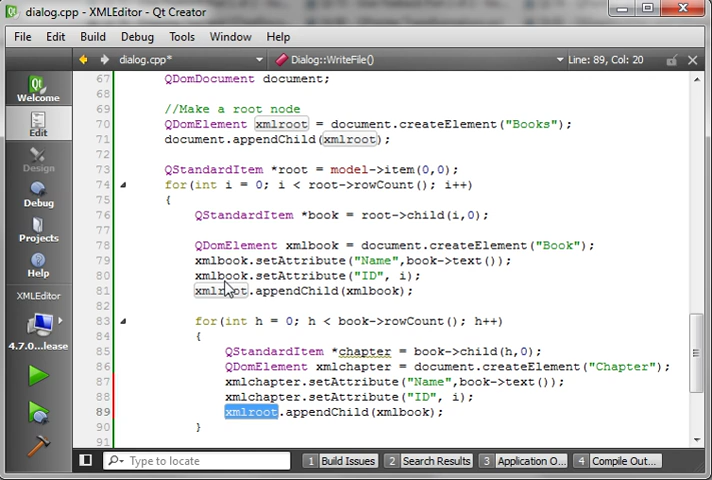 dialog.cpp - XMLEditor - Qt Creator
File Edit Build Debug Tools Window Help
dialog.cpp* Dialog::WriteFile() Line: 89, Col: 20
Welcome
Edit
Design
Debug
Projects
Help
XMLEditor
4.7.0...lease
67 QDomDocument document;
68
69 //Make a root node
70 QDomElement xmlroot = document.createElement("Books");
71 document.appendChild(xmlroot);
72
73 QStandardItem *root = model->item(0,0);
74 for(int i = 0; i < root->rowCount(); i++)
75 {
76 QStandardItem *book = root->child(i,0);
77
78 QDomElement xmlbook = document.createElement("Book");
79 xmlbook.setAttribute("Name",book->text());
80 xmlbook.setAttribute("ID", i);
81 xmlroot.appendChild(xmlbook);
82
83 for(int h = 0; h < book->rowCount(); h++)
84 {
85 QStandardItem *chapter = book->child(h,0);
86 QDomElement xmlchapter = document.createElement("Chapter");
87 xmlchapter.setAttribute("Name",book->text());
88 xmlchapter.setAttribute("ID", i);
89 xmlroot.appendChild(xmlbook);
90 }
91
Type to locate 1 Build Issues 2 Search Results 3 Application O... 4 Compile Out...